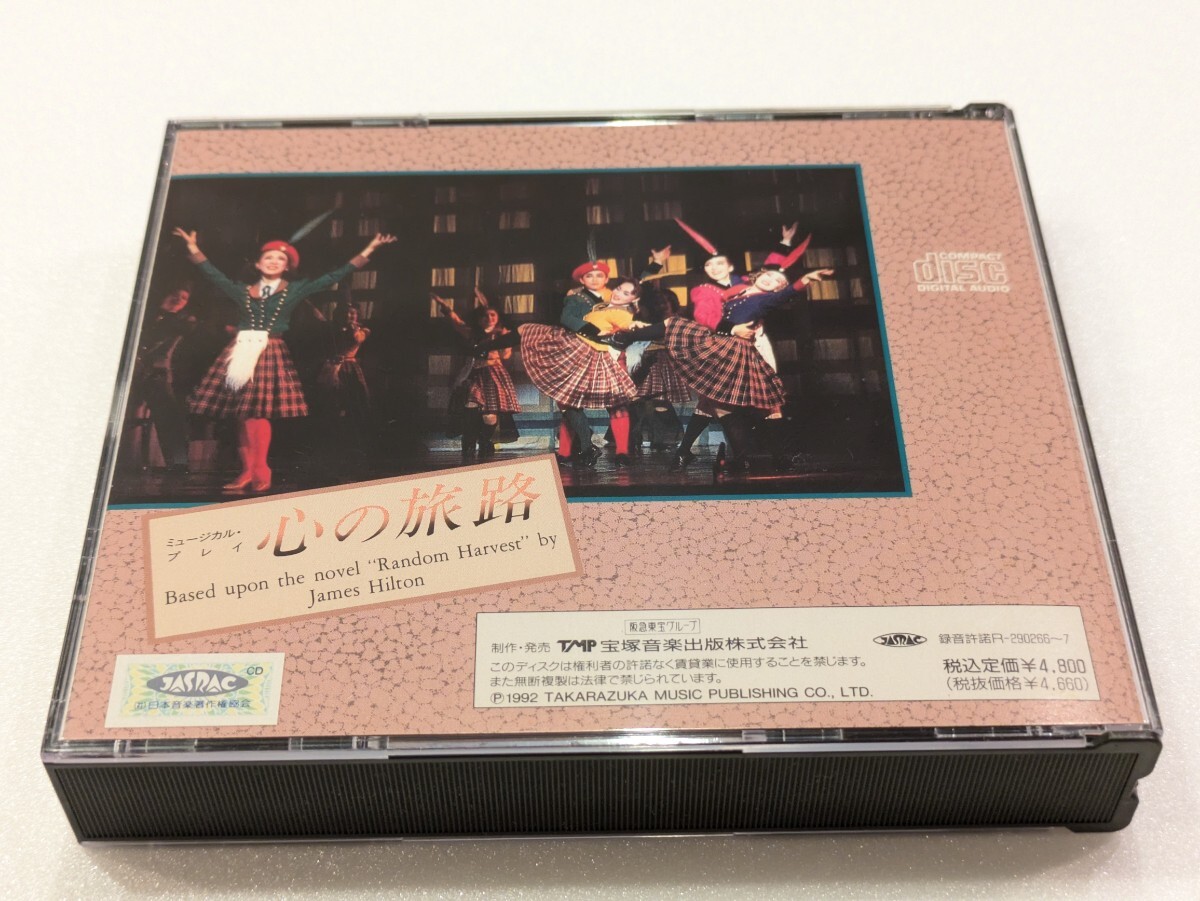 COMPACT
disc
DIGITAL AUDIO
ミュージカル・
プレイ
心の旅路
Based upon the novel "Random Harvest" by
James Hilton
阪急東宝グループ
制作・発売 TMP 宝塚音楽出版株式会社
このディスクは権利者の許諾なく賃貸業に使用することを禁じます。
また無断複製は法律で禁じられています。
Ⓟ1992 TAKARAZUKA MUSIC PUBLISHING CO., LTD.
JASRAC 録音許諾R-290266〜7
税込定価¥4,800
(税抜価格¥4,660)
CD
JASRAC
㈳日本音楽著作権協会